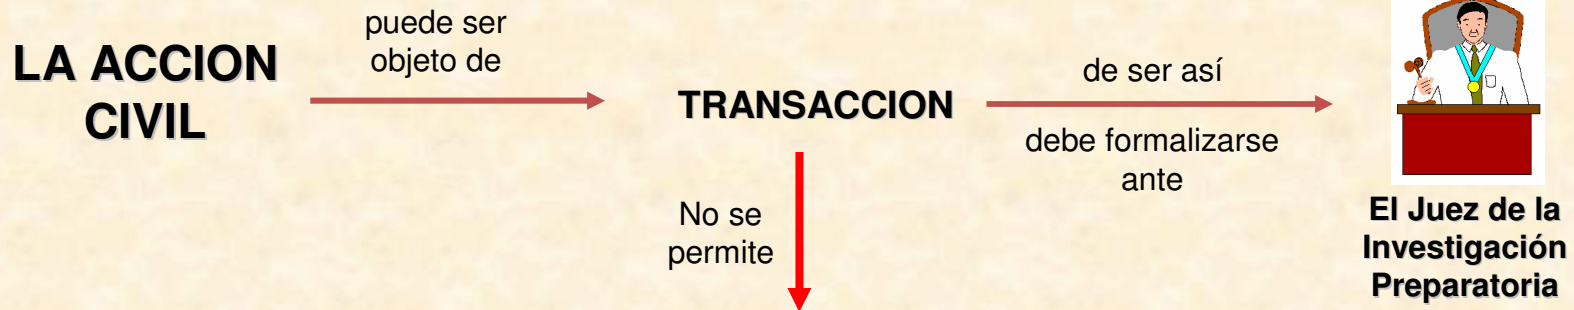 LA ACCION
CIVIL
puede ser
objeto de
TRANSACCION
de ser así
debe formalizarse
ante
El Juez de la
Investigación
Preparatoria
No se
permite